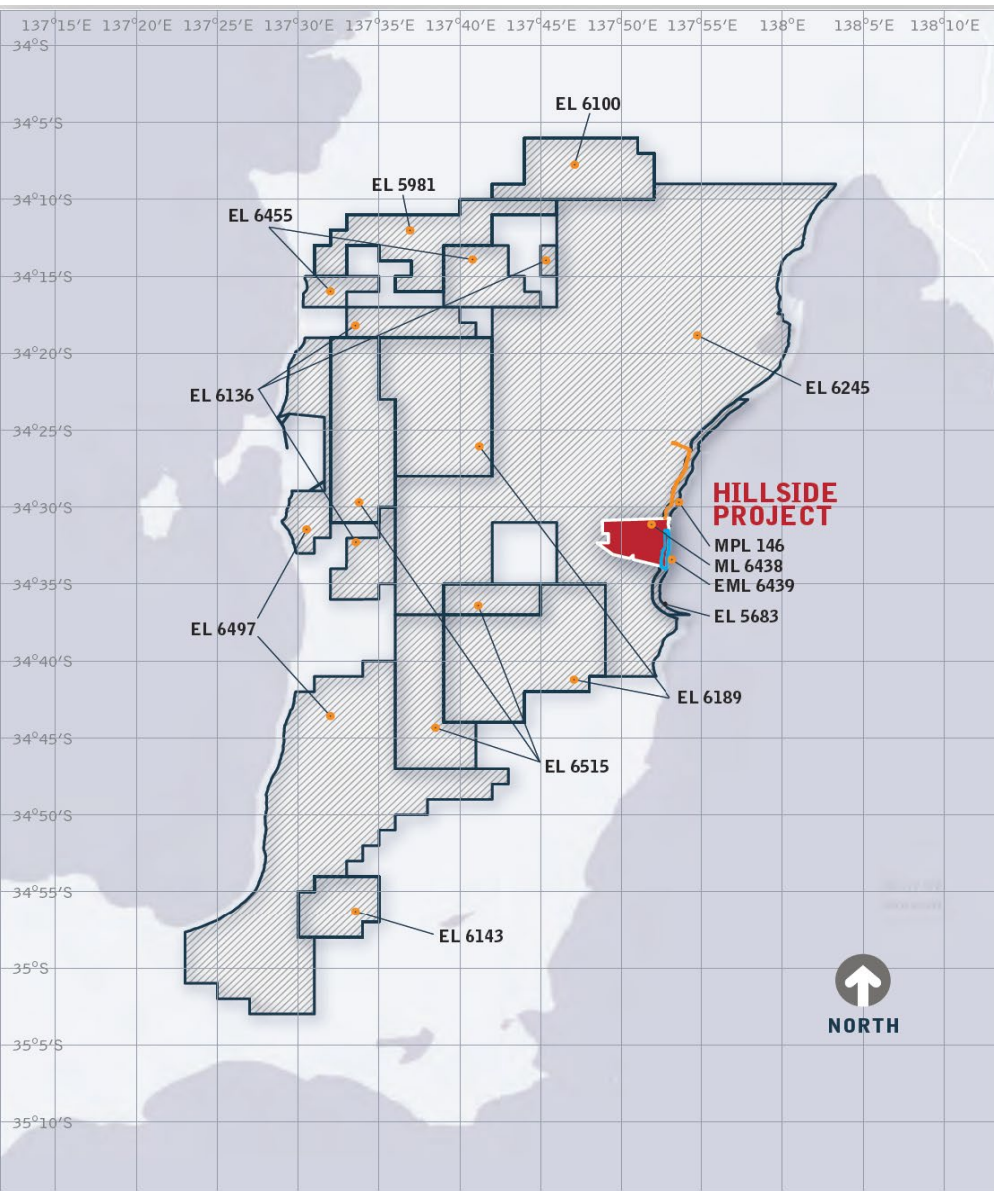 137°15′E 137°20′E 137°30′E 137°35′E 137°40′E 137°45′E 137°50′E 137°55′E 138°E 138°5′E 138°10′E
34°S
EL 6100
34°5′S
EL 5981
34°10′S
EL 6455
34°15′S
34°20′S
EL 6245
EL 6136
34°25′S
HILLSIDE
PROJECT
34°30′S
MPL 146
ML 6438
34°35′S
EML 6439
EL 5683
EL 6497
34°40′S
EL 6189
34°45′S
EL 6515
34°50′S
34°55′S
EL 6143
35°S
NORTH
35°5′S
35°10′S